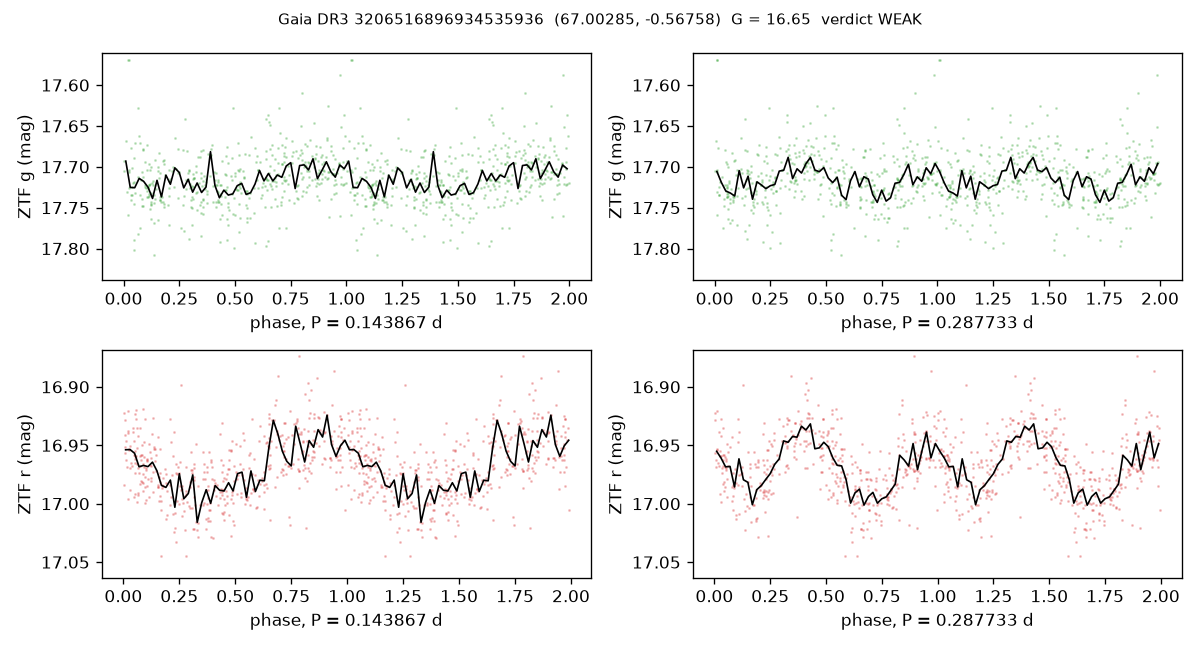 Gaia DR3 3206516896934535936  (67.00285, -0.56758)  G = 16.65  verdict WEAK
ZTF g (mag)
17.60
17.65
17.70
17.75
17.80
0.00 0.25 0.50 0.75 1.00 1.25 1.50 1.75 2.00
phase, P = 0.143867 d
ZTF g (mag)
17.60
17.65
17.70
17.75
17.80
0.00 0.25 0.50 0.75 1.00 1.25 1.50 1.75 2.00
phase, P = 0.287733 d
ZTF r (mag)
16.90
16.95
17.00
17.05
0.00 0.25 0.50 0.75 1.00 1.25 1.50 1.75 2.00
phase, P = 0.143867 d
ZTF r (mag)
16.90
16.95
17.00
17.05
0.00 0.25 0.50 0.75 1.00 1.25 1.50 1.75 2.00
phase, P = 0.287733 d